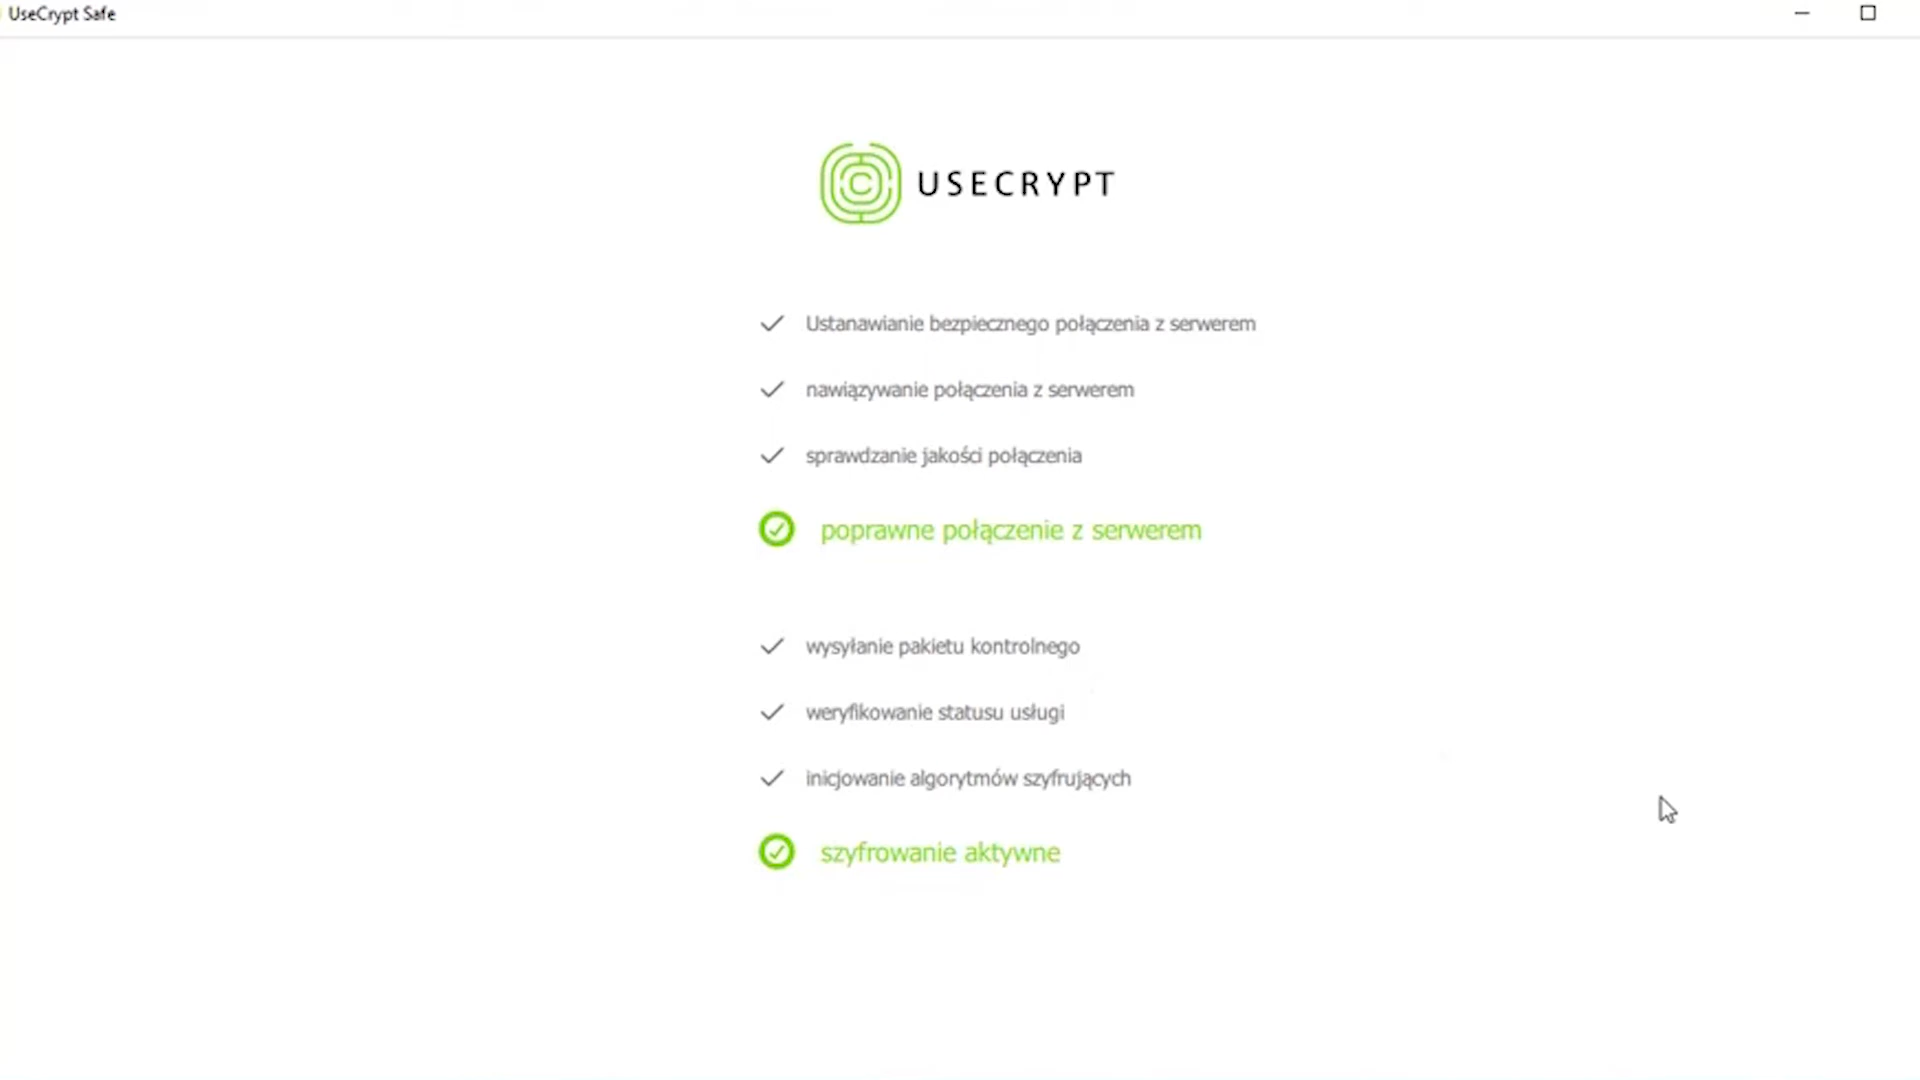 UseCrypt Safe
USECRYPT
Ustanawianie bezpiecznego połączenia z serwerem
nawiązywanie połączenia z serwerem
sprawdzanie jakości połączenia
poprawne połączenie z serwerem
wysyłanie pakietu kontrolnego
weryfikowanie statusu usługi
inicjowanie algorytmów szyfrujących
szyfrowanie aktywne